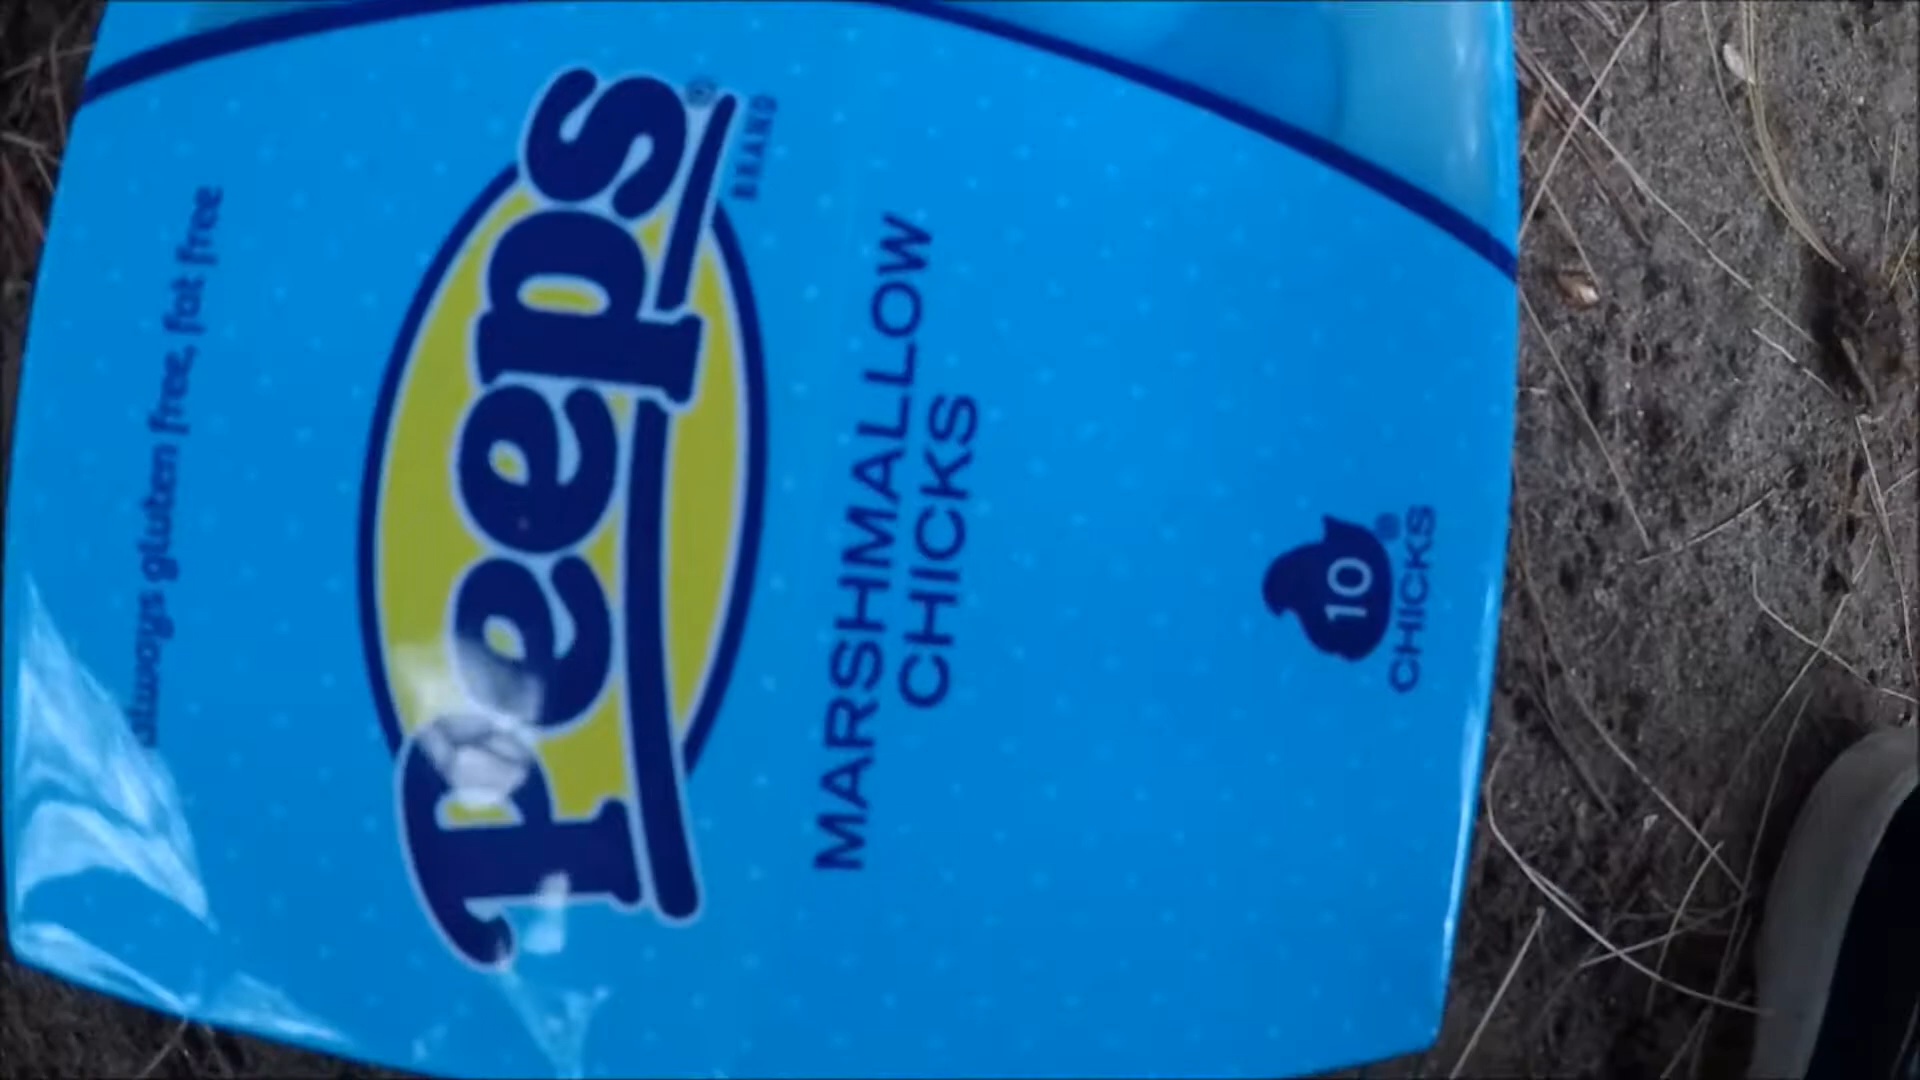 always gluten free, fat free
Peeps®
BRAND
MARSHMALLOW
CHICKS
10
®
CHICKS